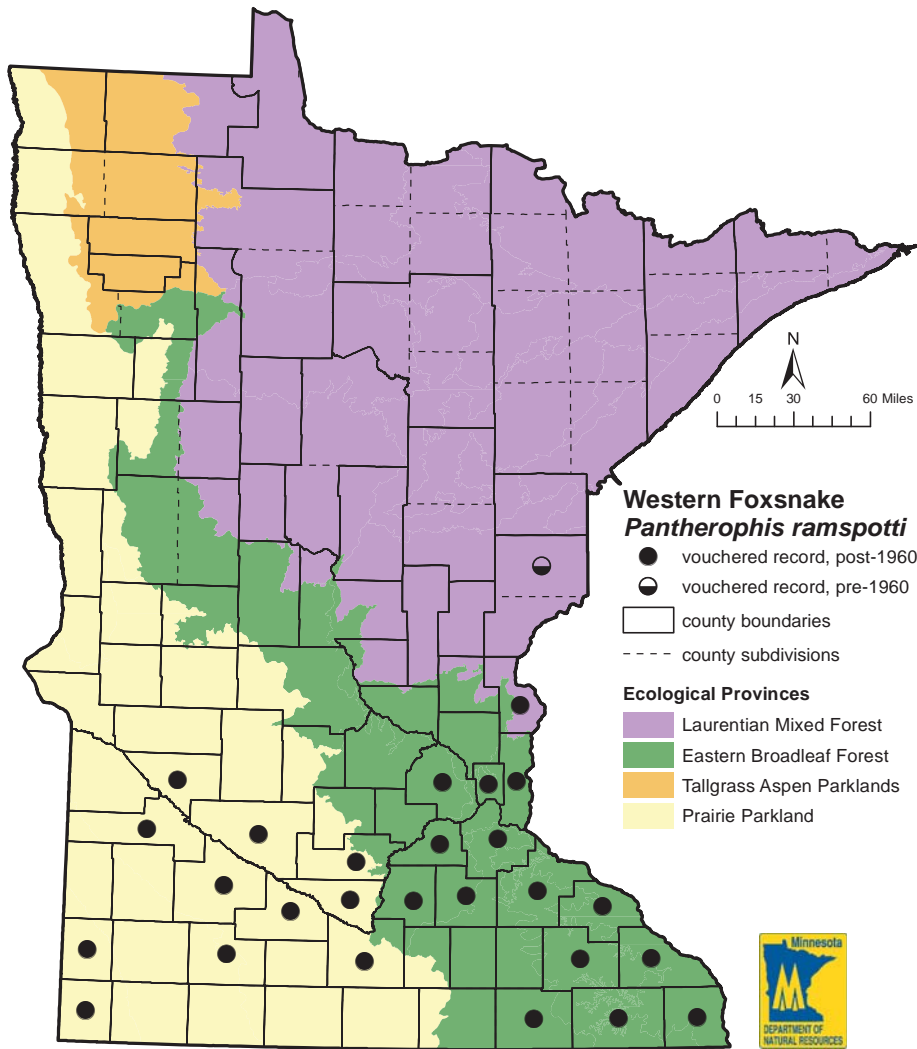 N
0 15 30 60 Miles
Western Foxsnake
Pantherophis ramspotti
vouchered record, post-1960
vouchered record, pre-1960
county boundaries
county subdivisions
Ecological Provinces
Laurentian Mixed Forest
Eastern Broadleaf Forest
Tallgrass Aspen Parklands
Prairie Parkland
Minnesota
M
DEPARTMENT OF
NATURAL RESOURCES